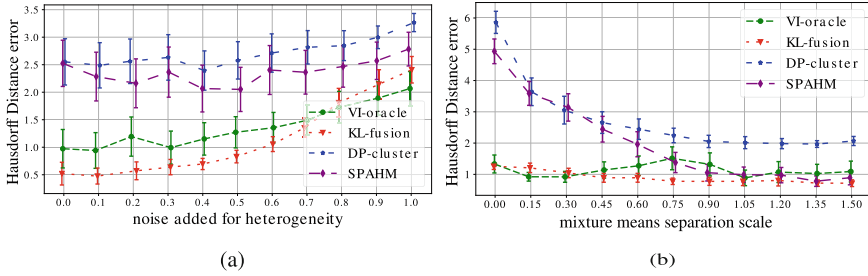 Hausdorff Distance error
3.5
3.0
2.5
2.0
1.5
1.0
0.5
0.0 0.1 0.2 0.3 0.4 0.5 0.6 0.7 0.8 0.9 1.0
noise added for heterogeneity
VI-oracle
KL-fusion
DP-cluster
SPAHM
(a)
Hausdorff Distance error
6
5
4
3
2
1
0.00 0.15 0.30 0.45 0.60 0.75 0.90 1.05 1.20 1.35 1.50
mixture means separation scale
VI-oracle
KL-fusion
DP-cluster
SPAHM
(b)